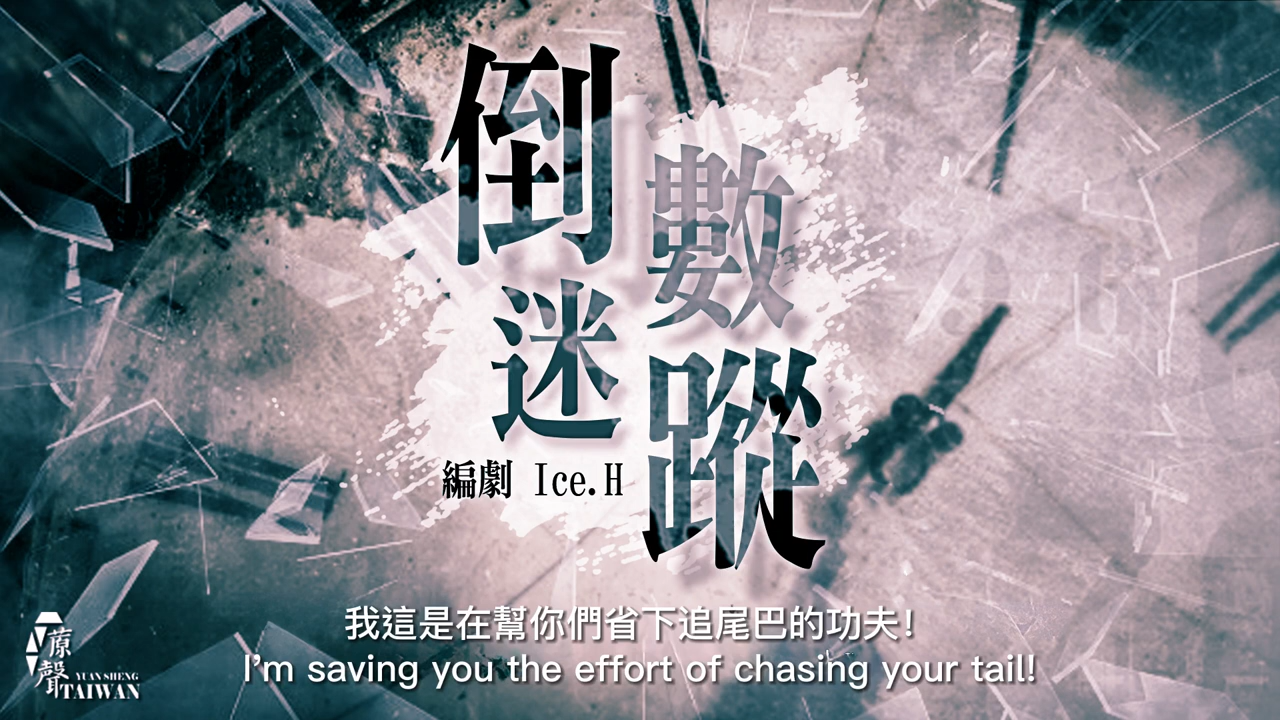 倒數
迷蹤
編劇 Ice.H
我這是在幫你們省下追尾巴的功夫!
I'm saving you the effort of chasing your tail!
原聲
YUAN SHENG
TAIWAN